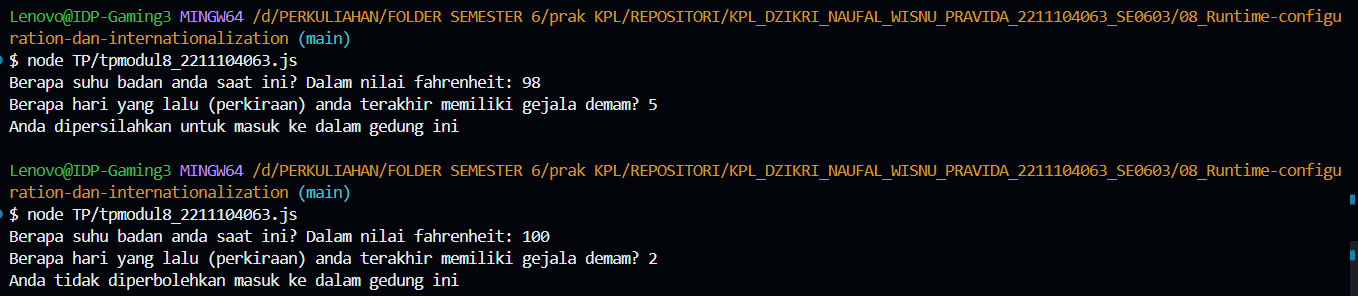 Lenovo@IDP-Gaming3 MINGW64 /d/PERKULIAHAN/FOLDER SEMESTER 6/prak KPL/REPOSITORI/KPL_DZIKRI_NAUFAL_WISNU_PRAVIDA_2211104063_SE0603/08_Runtime-configu
ration-dan-internationalization (main)
$ node TP/tpmodul8_2211104063.js
Berapa suhu badan anda saat ini? Dalam nilai fahrenheit: 98
Berapa hari yang lalu (perkiraan) anda terakhir memiliki gejala demam? 5
Anda dipersilahkan untuk masuk ke dalam gedung ini
Lenovo@IDP-Gaming3 MINGW64 /d/PERKULIAHAN/FOLDER SEMESTER 6/prak KPL/REPOSITORI/KPL_DZIKRI_NAUFAL_WISNU_PRAVIDA_2211104063_SE0603/08_Runtime-configu
ration-dan-internationalization (main)
$ node TP/tpmodul8_2211104063.js
Berapa suhu badan anda saat ini? Dalam nilai fahrenheit: 100
Berapa hari yang lalu (perkiraan) anda terakhir memiliki gejala demam? 2
Anda tidak diperbolehkan masuk ke dalam gedung ini